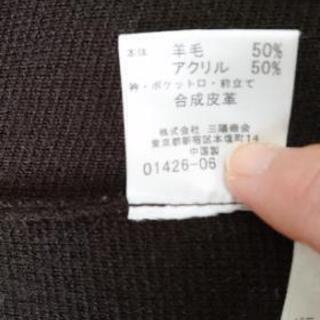 本体 羊毛 50%
アクリル 50%
衿・ポケット口・前立て
合成皮革
株式会社 三陽商会
東京都新宿区本塩町14
中国製
01426-06